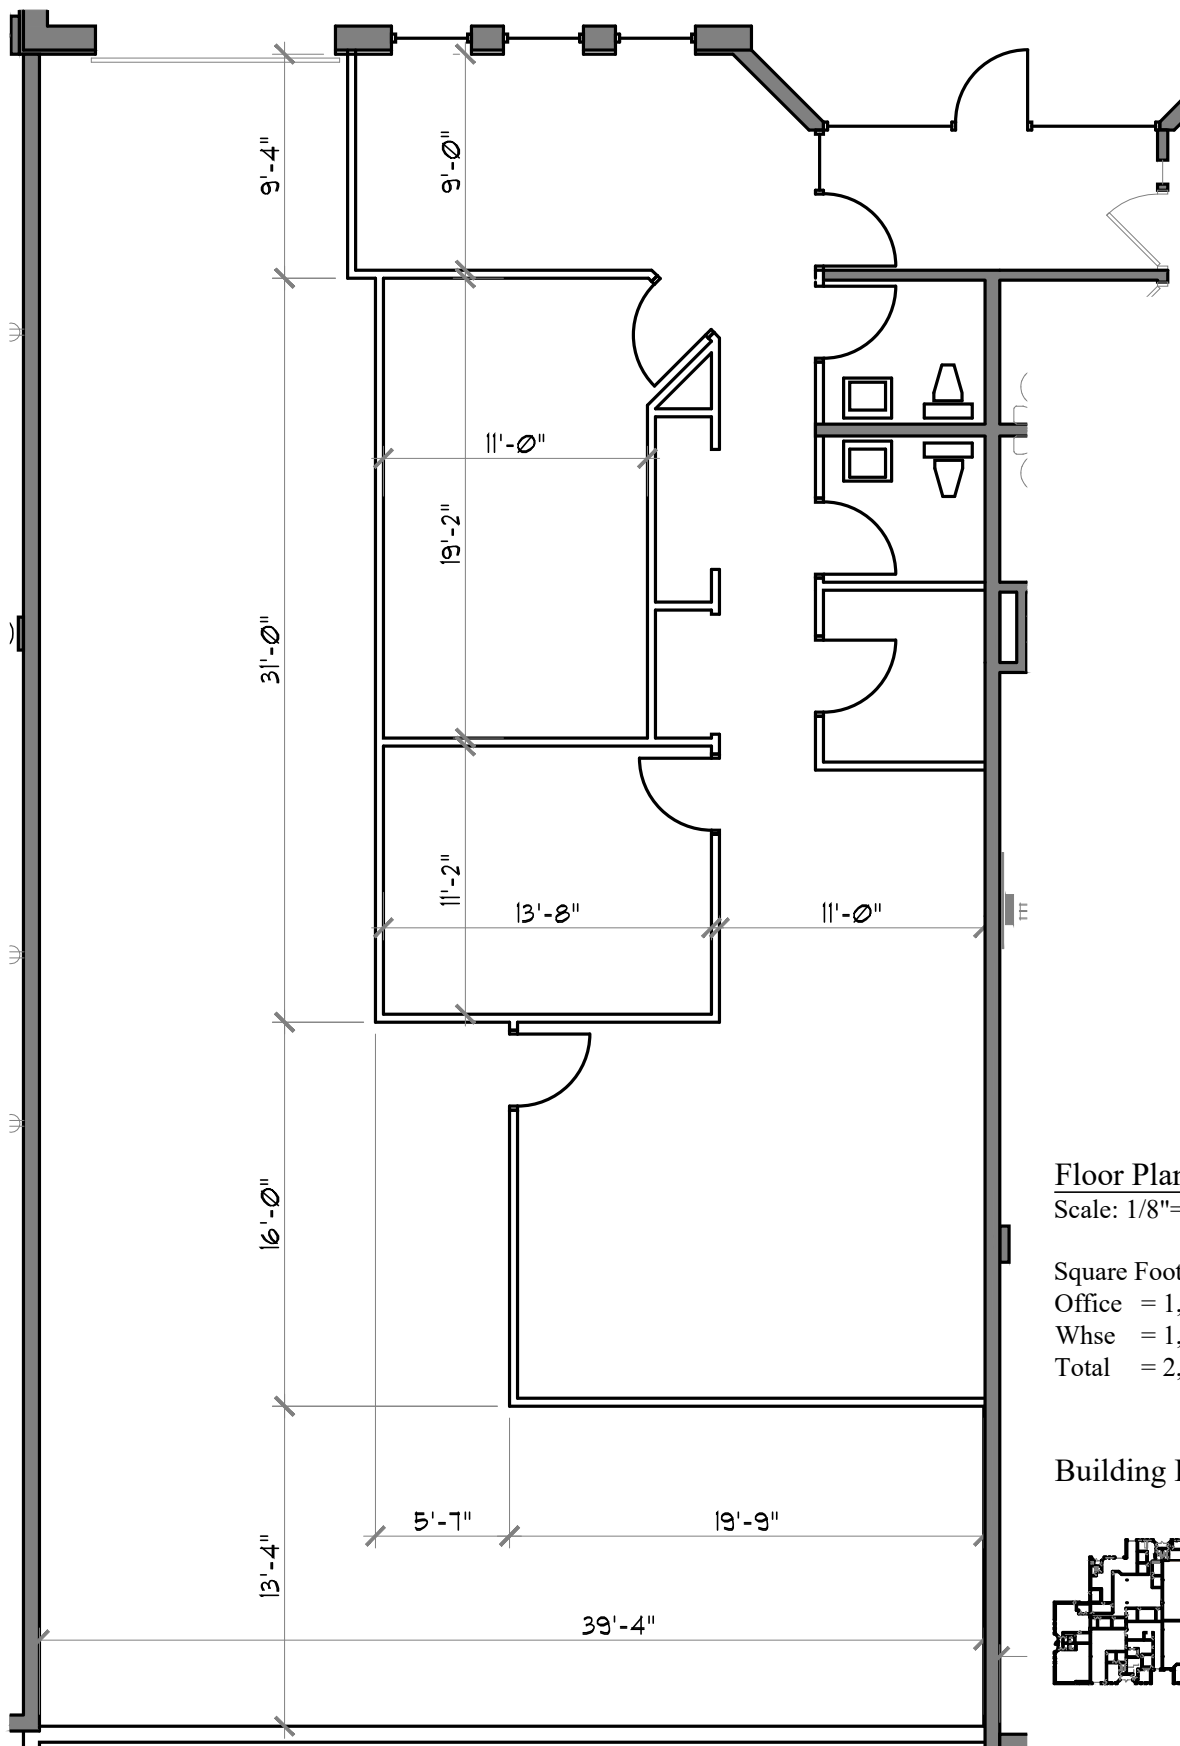 9'-4"
9'-0"
11'-0"
19'-2"
31'-0"
11'-2"
13'-8"
11'-0"
16'-0"
Floor Plan
Scale: 1/8"=
Square Foot
Office = 1,
Whse = 1,
Total = 2,
Building
5'-7"
19'-9"
13'-4"
39'-4"